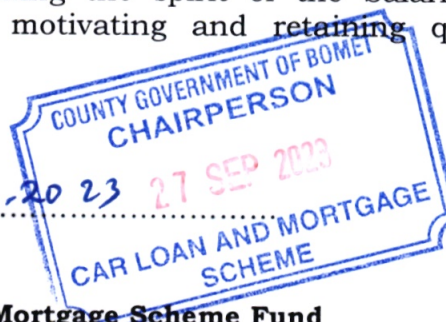 motivating and retaining q
COUNTY GOVERNMENT OF BOMET
CHAIRPERSON
.2023 27 SEP 2023
CAR LOAN AND MORTGAGE
SCHEME
Mortgage Scheme Fund